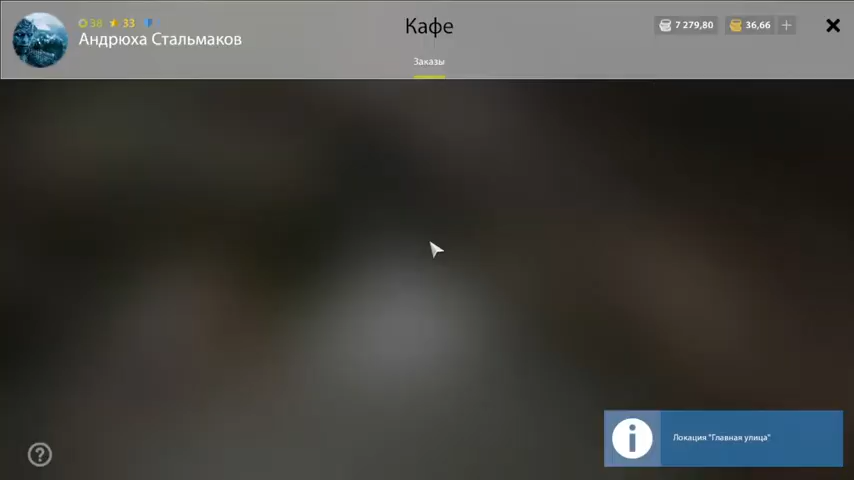 38 33
Андрюха Стальмаков
Кафе
7 279,80
36,66 +
Заказы
Локация "Главная улица"
?